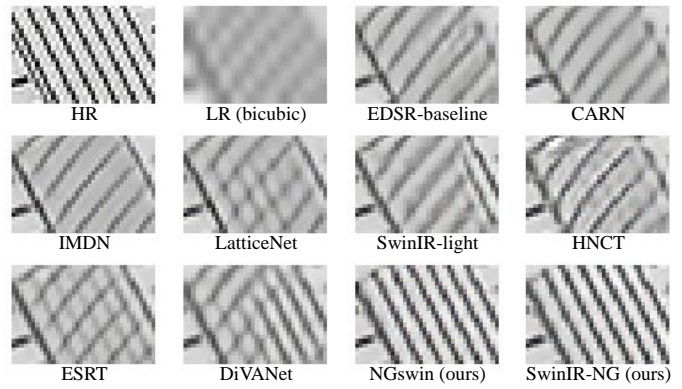 HR LR (bicubic) EDSR-baseline CARN
IMDN LatticeNet SwinIR-light HNCT
ESRT DiVANet NGswin (ours) SwinIR-NG (ours)